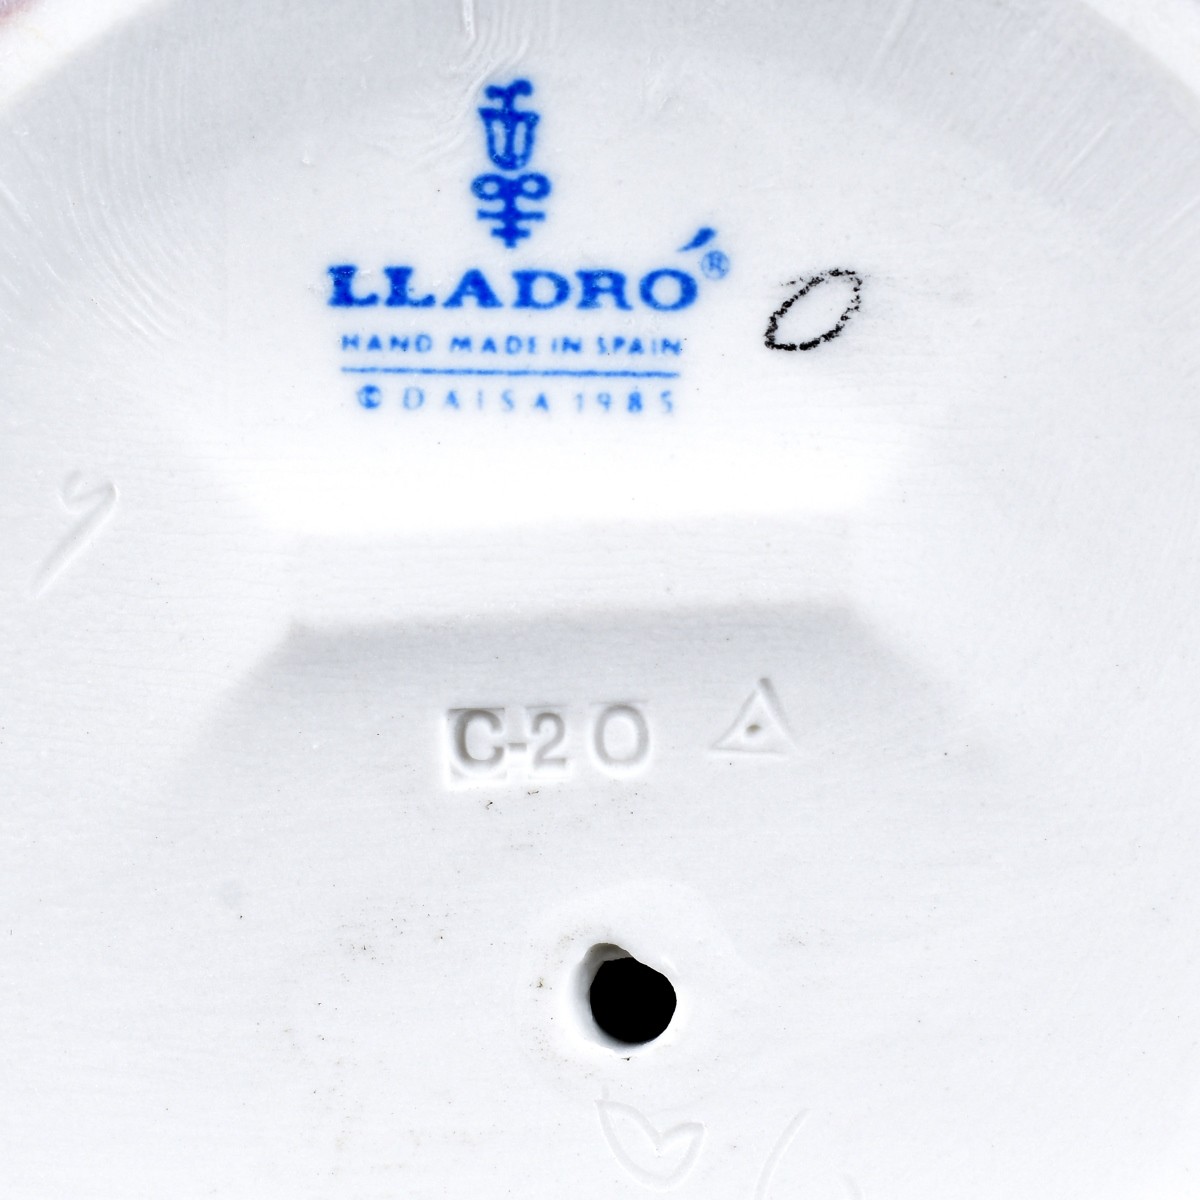 LLADRÓ®
HAND MADE IN SPAIN
© DAISA 1985
C-20